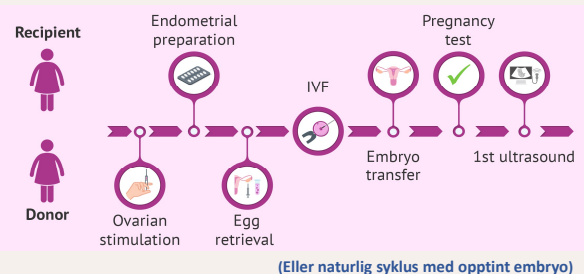 Recipient
Endometrial
preparation
Pregnancy
test
IVF
Embryo
transfer
1st ultrasound
Donor
Ovarian
stimulation
Egg
retrieval
(Eller naturlig syklus med opptint embryo)